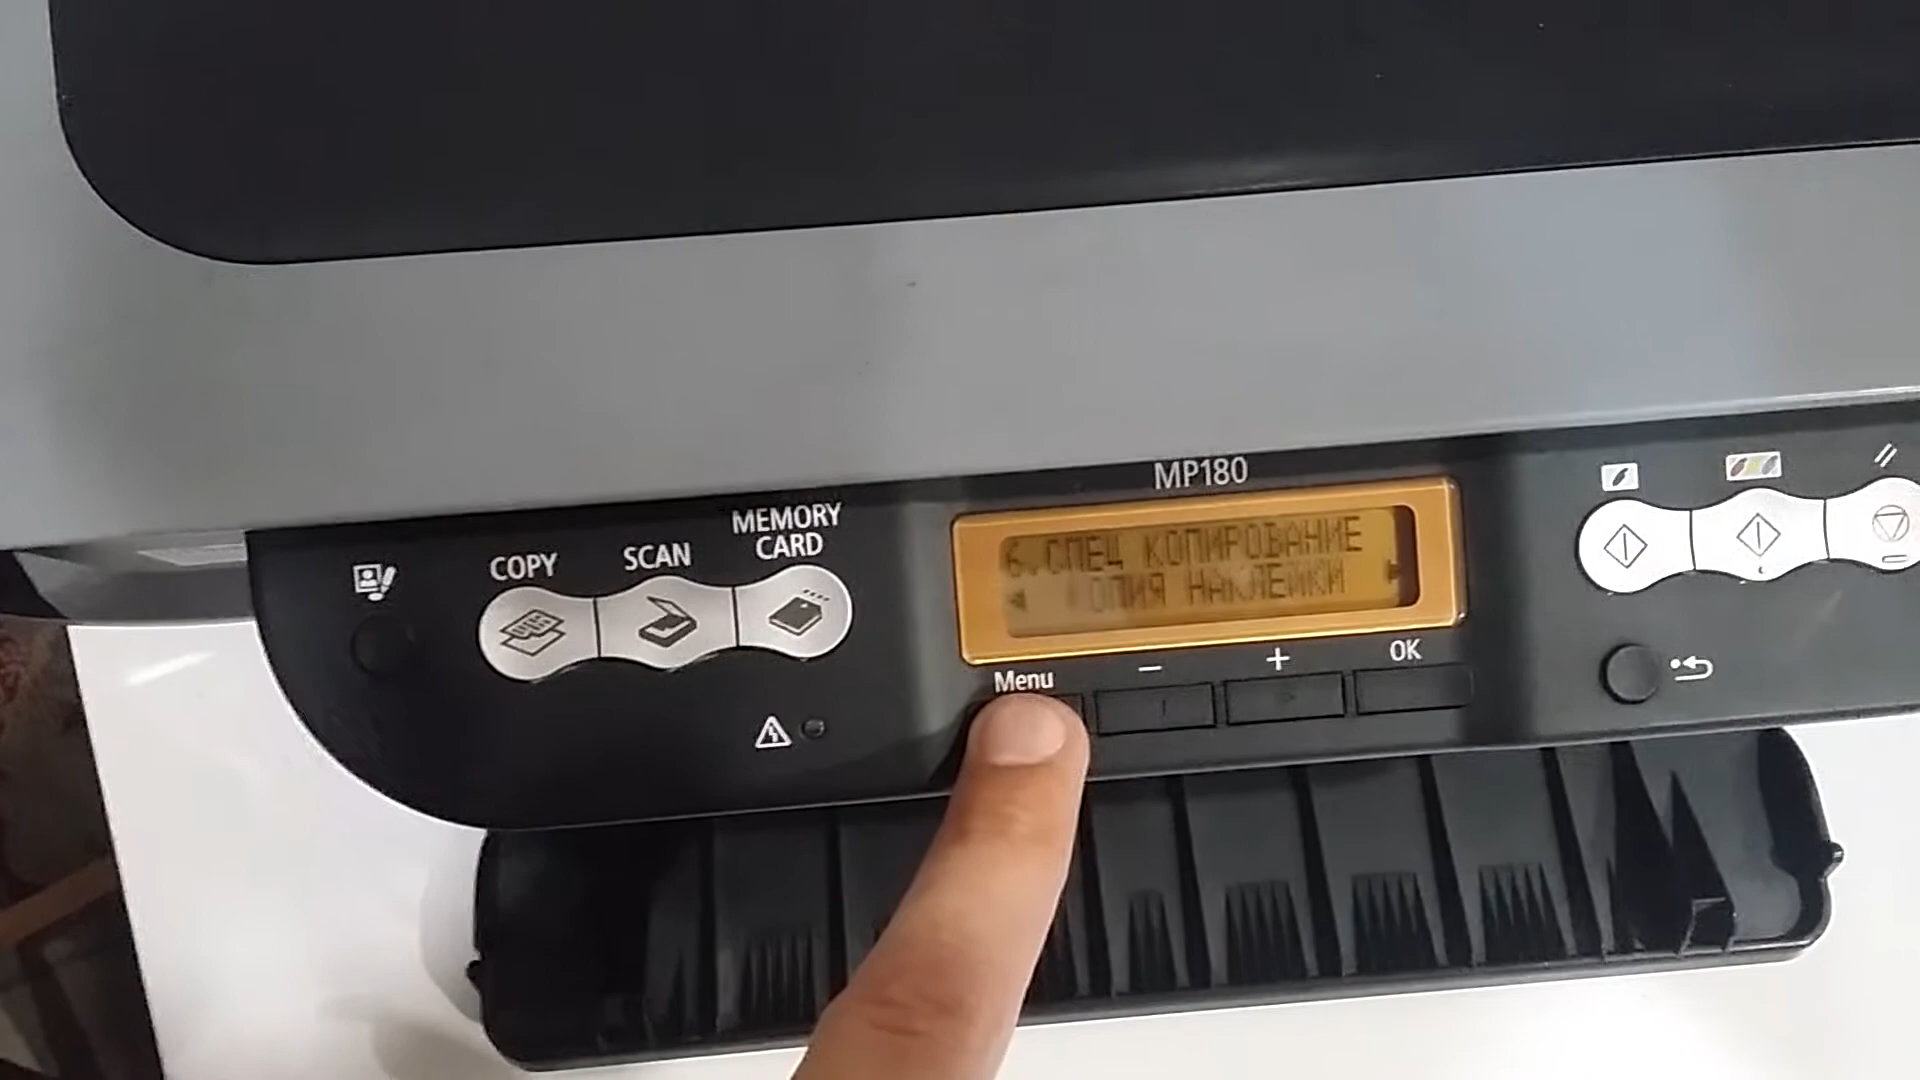 MP180
COPY
SCAN
MEMORY
CARD
6.СПЕЦ КОПИРОВАНИЕ
ОПИЯ НАКЛЕЙКИ
Menu
−
+
OK